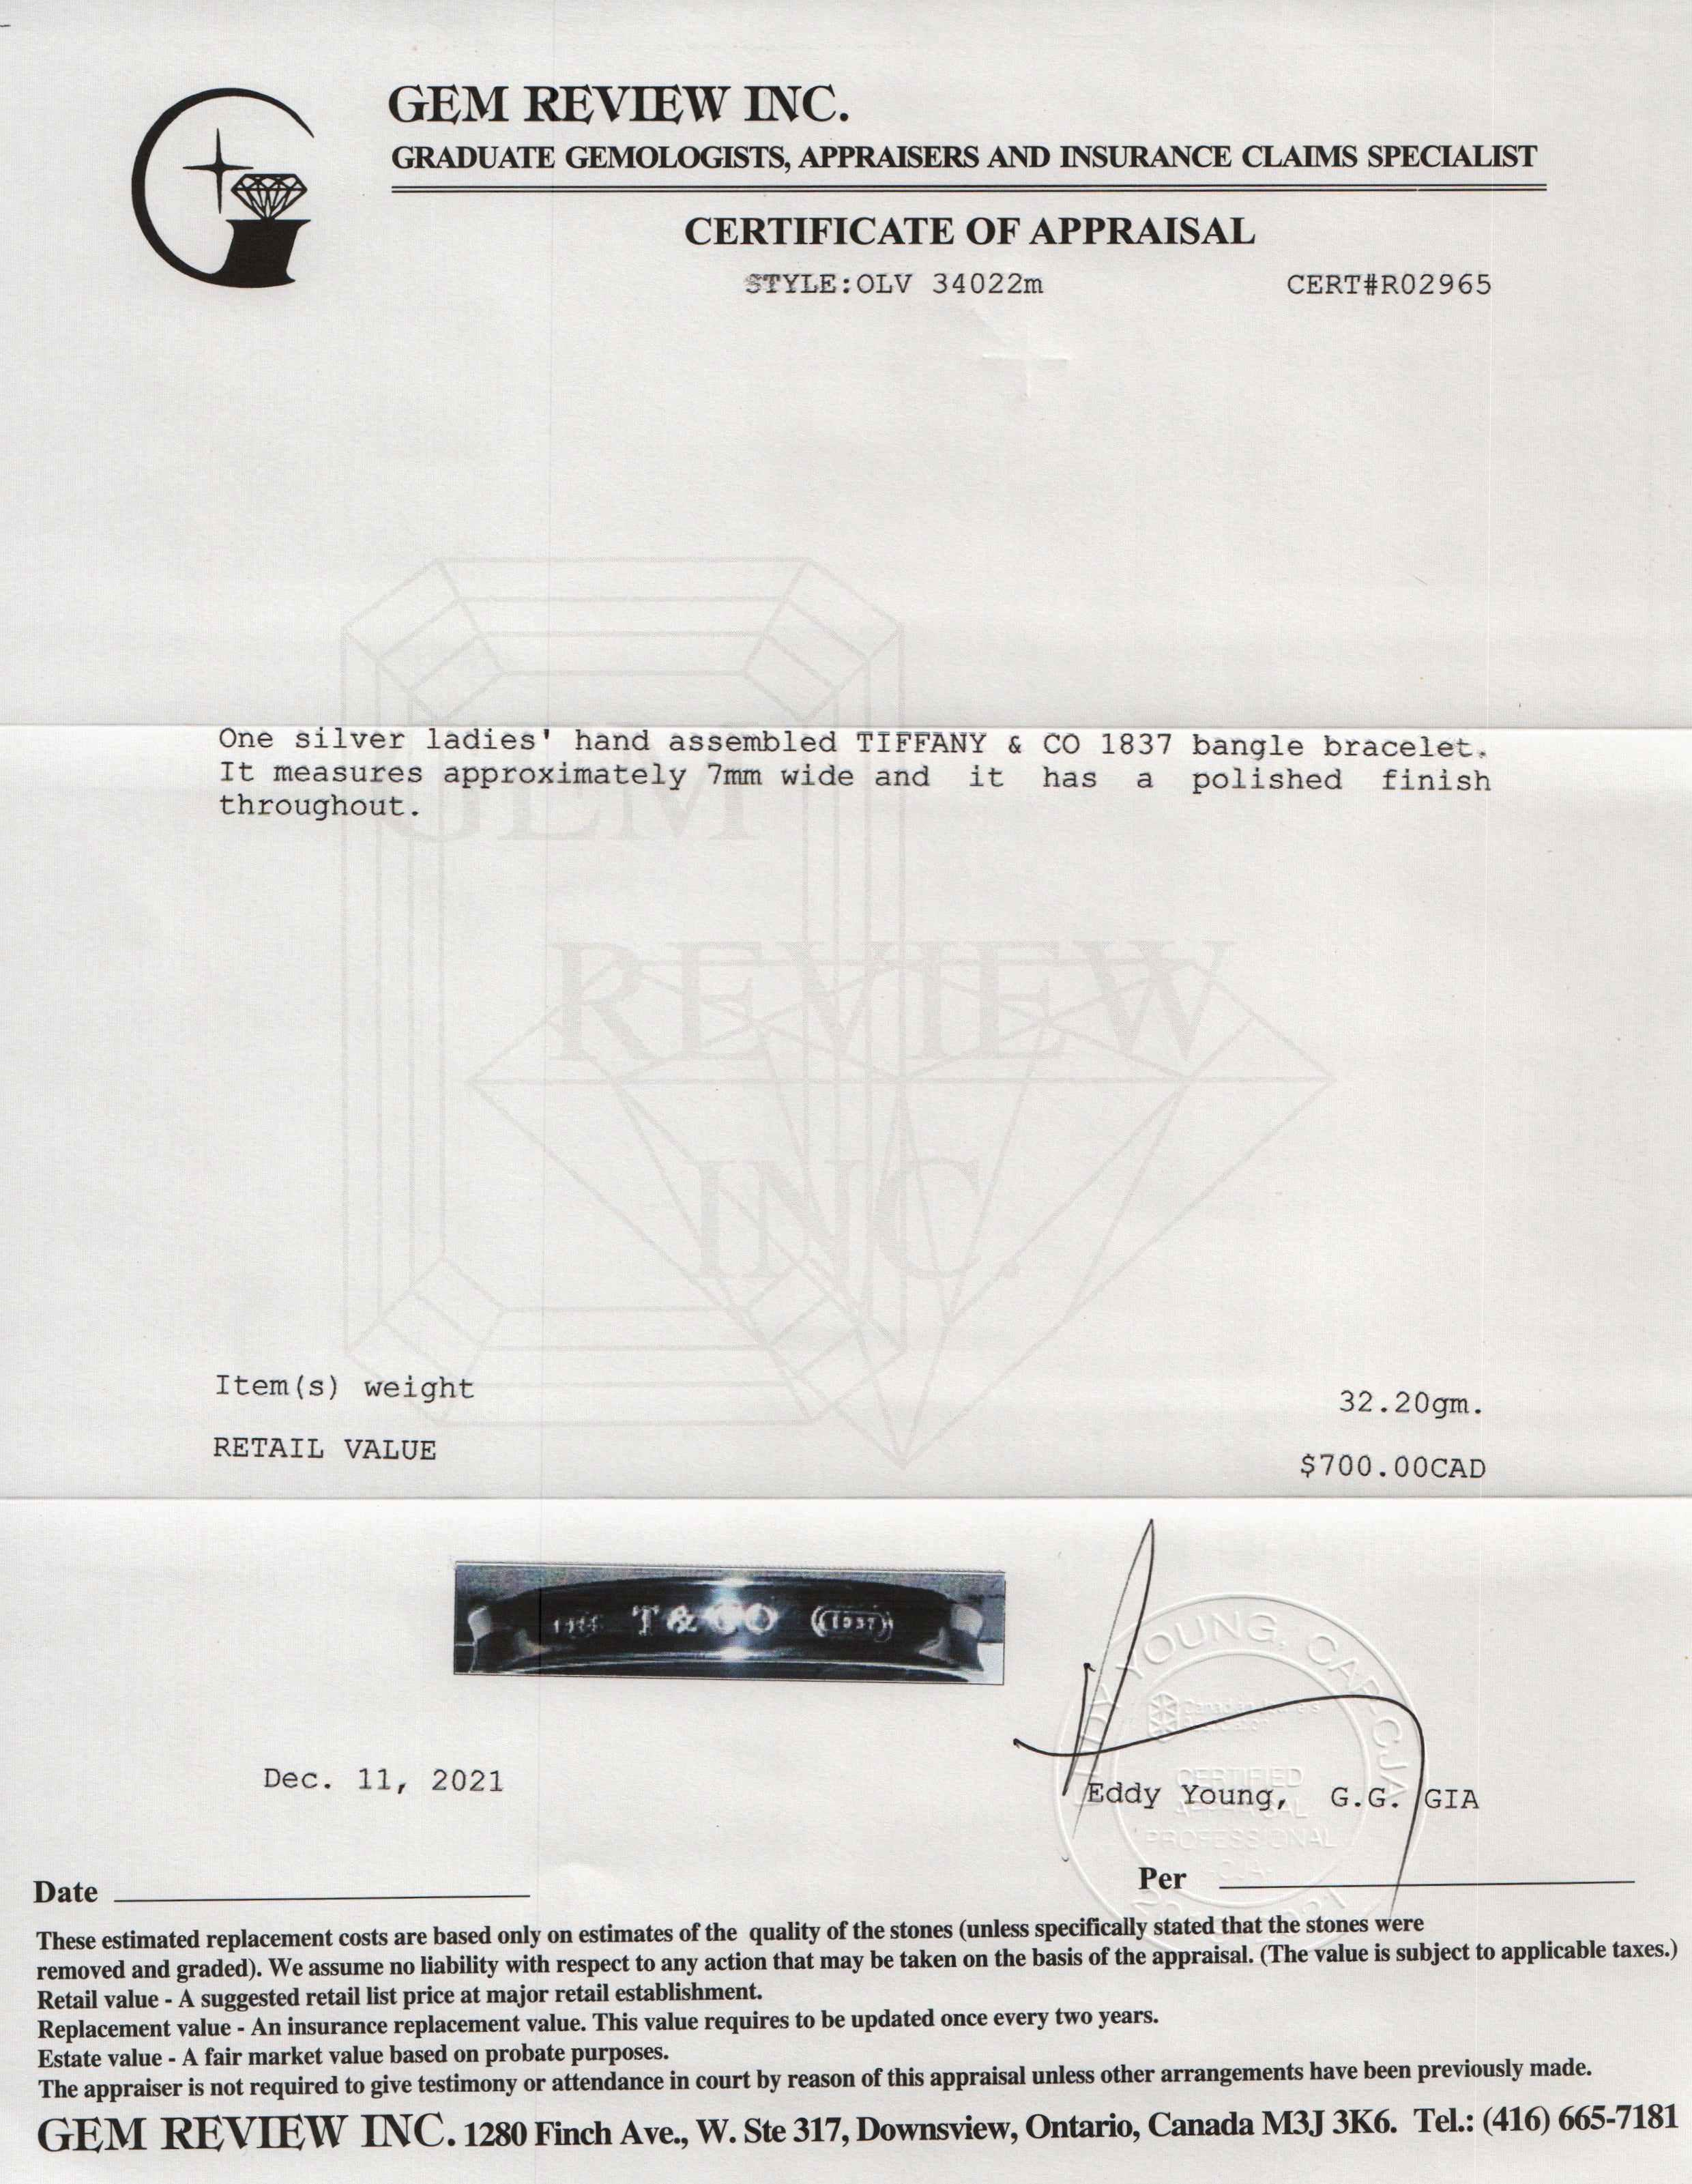 GEM REVIEW INC.
GRADUATE GEMOLOGISTS, APPRAISERS AND INSURANCE CLAIMS SPECIALIST
CERTIFICATE OF APPRAISAL
STYLE:OLV 34022m CERT#R02965
One silver ladies' hand assembled TIFFANY & CO 1837 bangle bracelet.
It measures approximately 7mm wide and it has a polished finish
throughout.
GEM
REVIEW
INC.
Item(s) weight 32.20gm.
RETAIL VALUE $700.00CAD
T & CO (1837)
YOUNG, CAP-CJA
CERTIFIED
PROFESSIONAL
Dec. 11, 2021
Eddy Young, G.G. GIA
Date Per
These estimated replacement costs are based only on estimates of the quality of the stones (unless specifically stated that the stones were
removed and graded). We assume no liability with respect to any action that may be taken on the basis of the appraisal. (The value is subject to applicable taxes.)
Retail value - A suggested retail list price at major retail establishment.
Replacement value - An insurance replacement value. This value requires to be updated once every two years.
Estate value - A fair market value based on probate purposes.
The appraiser is not required to give testimony or attendance in court by reason of this appraisal unless other arrangements have been previously made.
GEM REVIEW INC. 1280 Finch Ave., W. Ste 317, Downsview, Ontario, Canada M3J 3K6. Tel.: (416) 665-7181